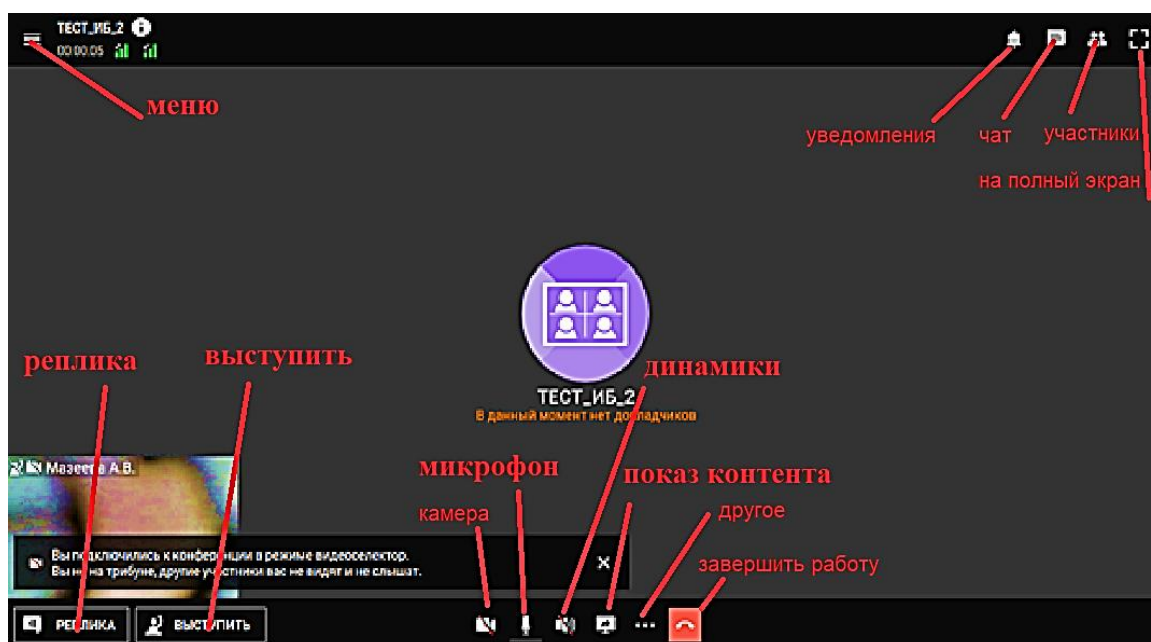 ТЕСТ_ИБ_2
00:00:05
меню
уведомления
чат
участники
на полный экран
реплика
выступить
динамики
ТЕСТ_ИБ_2
В данный момент нет докладчиков
Мазеева А.В.
микрофон
показ контента
камера
другое
Вы подключились к конференции в режиме видеоселектор.
Вы не на трибуне, другие участники вас не видят и не слышат.
завершить работу
РЕПЛИКА
ВЫСТУПИТЬ